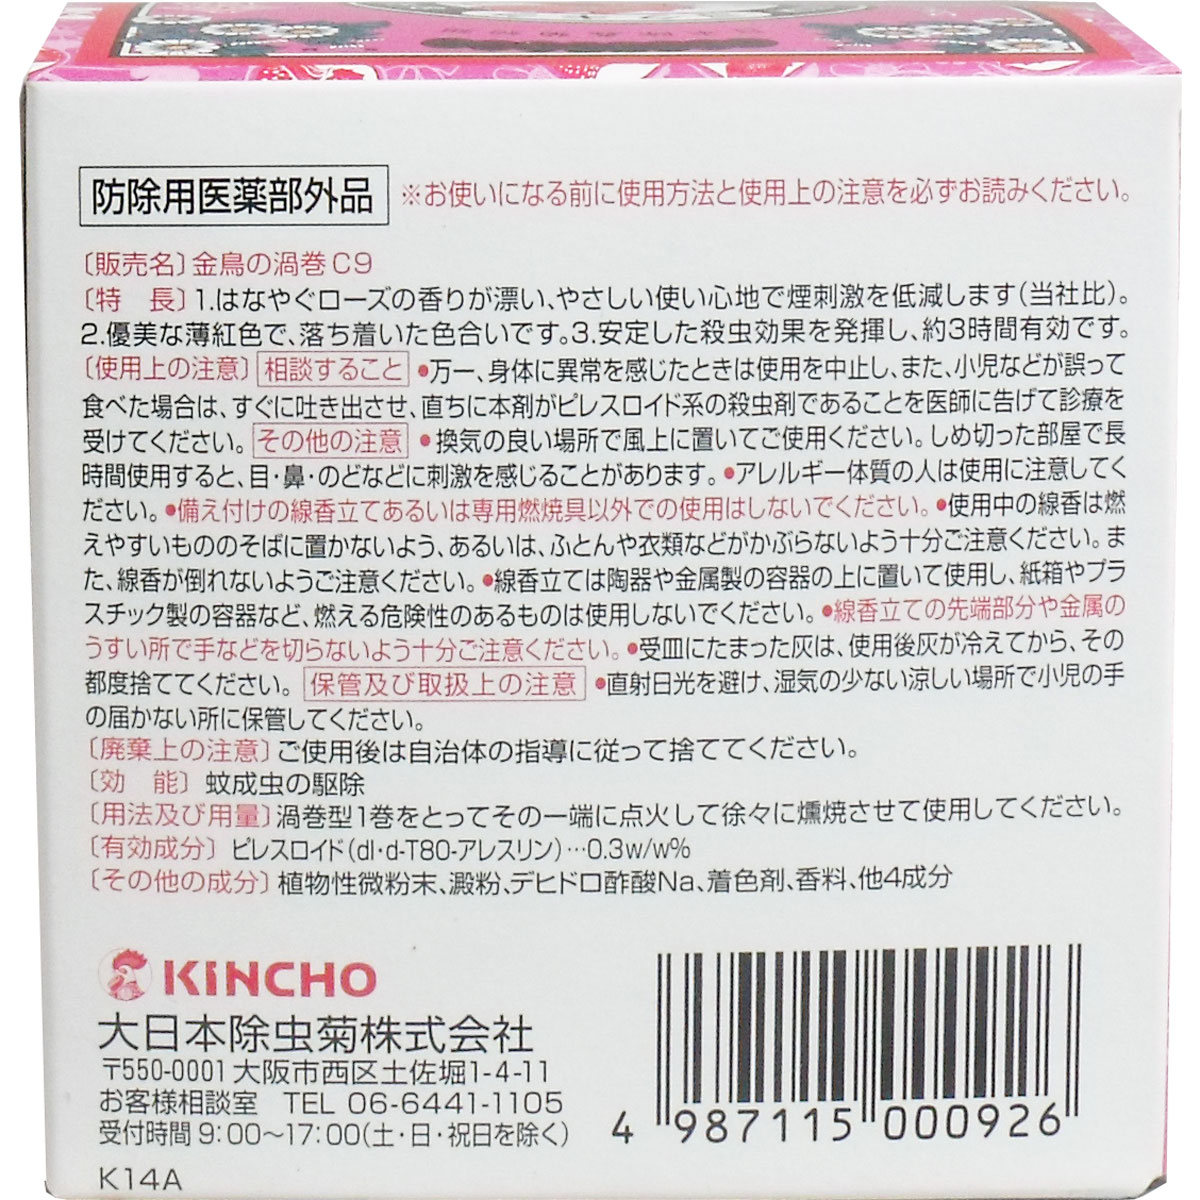 防除用医薬部外品 ※お使いになる前に使用方法と使用上の注意を必ずお読みください。
〔販売名〕金鳥の渦巻C9
〔特　長〕1.はなやぐローズの香りが漂い、やさしい使い心地で煙刺激を低減します(当社比)。
2.優美な薄紅色で、落ち着いた色合いです。3.安定した殺虫効果を発揮し、約3時間有効です。
〔使用上の注意〕 相談すること ●万一、身体に異常を感じたときは使用を中止し、また、小児などが誤って
食べた場合は、すぐに吐き出させ、直ちに本剤がピレスロイド系の殺虫剤であることを医師に告げて診療を
受けてください。 その他の注意 ●換気の良い場所で風上に置いてご使用ください。しめ切った部屋で長
時間使用すると、目・鼻・のどなどに刺激を感じることがあります。●アレルギー体質の人は使用に注意してく
ださい。●備え付けの線香立てあるいは専用燃焼具以外での使用はしないでください。●使用中の線香は燃
えやすいもののそばに置かないよう、あるいは、ふとんや衣類などがかぶらないよう十分ご注意ください。ま
た、線香が倒れないようご注意ください。●線香立ては陶器や金属製の容器の上に置いて使用し、紙箱やプラ
スチック製の容器など、燃える危険性のあるものは使用しないでください。●線香立ての先端部分や金属の
うすい所で手などを切らないよう十分ご注意ください。●受皿にたまった灰は、使用後灰が冷えてから、その
都度捨ててください。 保管及び取扱上の注意 ●直射日光を避け、湿気の少ない涼しい場所で小児の手
の届かない所に保管してください。
〔廃棄上の注意〕ご使用後は自治体の指導に従って捨ててください。
〔効　能〕 蚊成虫の駆除
〔用法及び用量〕渦巻型1巻をとってその一端に点火して徐々に燻焼させて使用してください。
〔有効成分〕 ピレスロイド(dl・d-T80-アレスリン)…0.3w/w%
〔その他の成分〕植物性微粉末、澱粉、デヒドロ酢酸Na、着色剤、香料、他4成分
KINCHO
大日本除虫菊株式会社
〒550-0001 大阪市西区土佐堀1-4-11
お客様相談室 TEL 06-6441-1105
受付時間 9:00～17:00(土・日・祝日を除く)
K14A
4 987115 000926